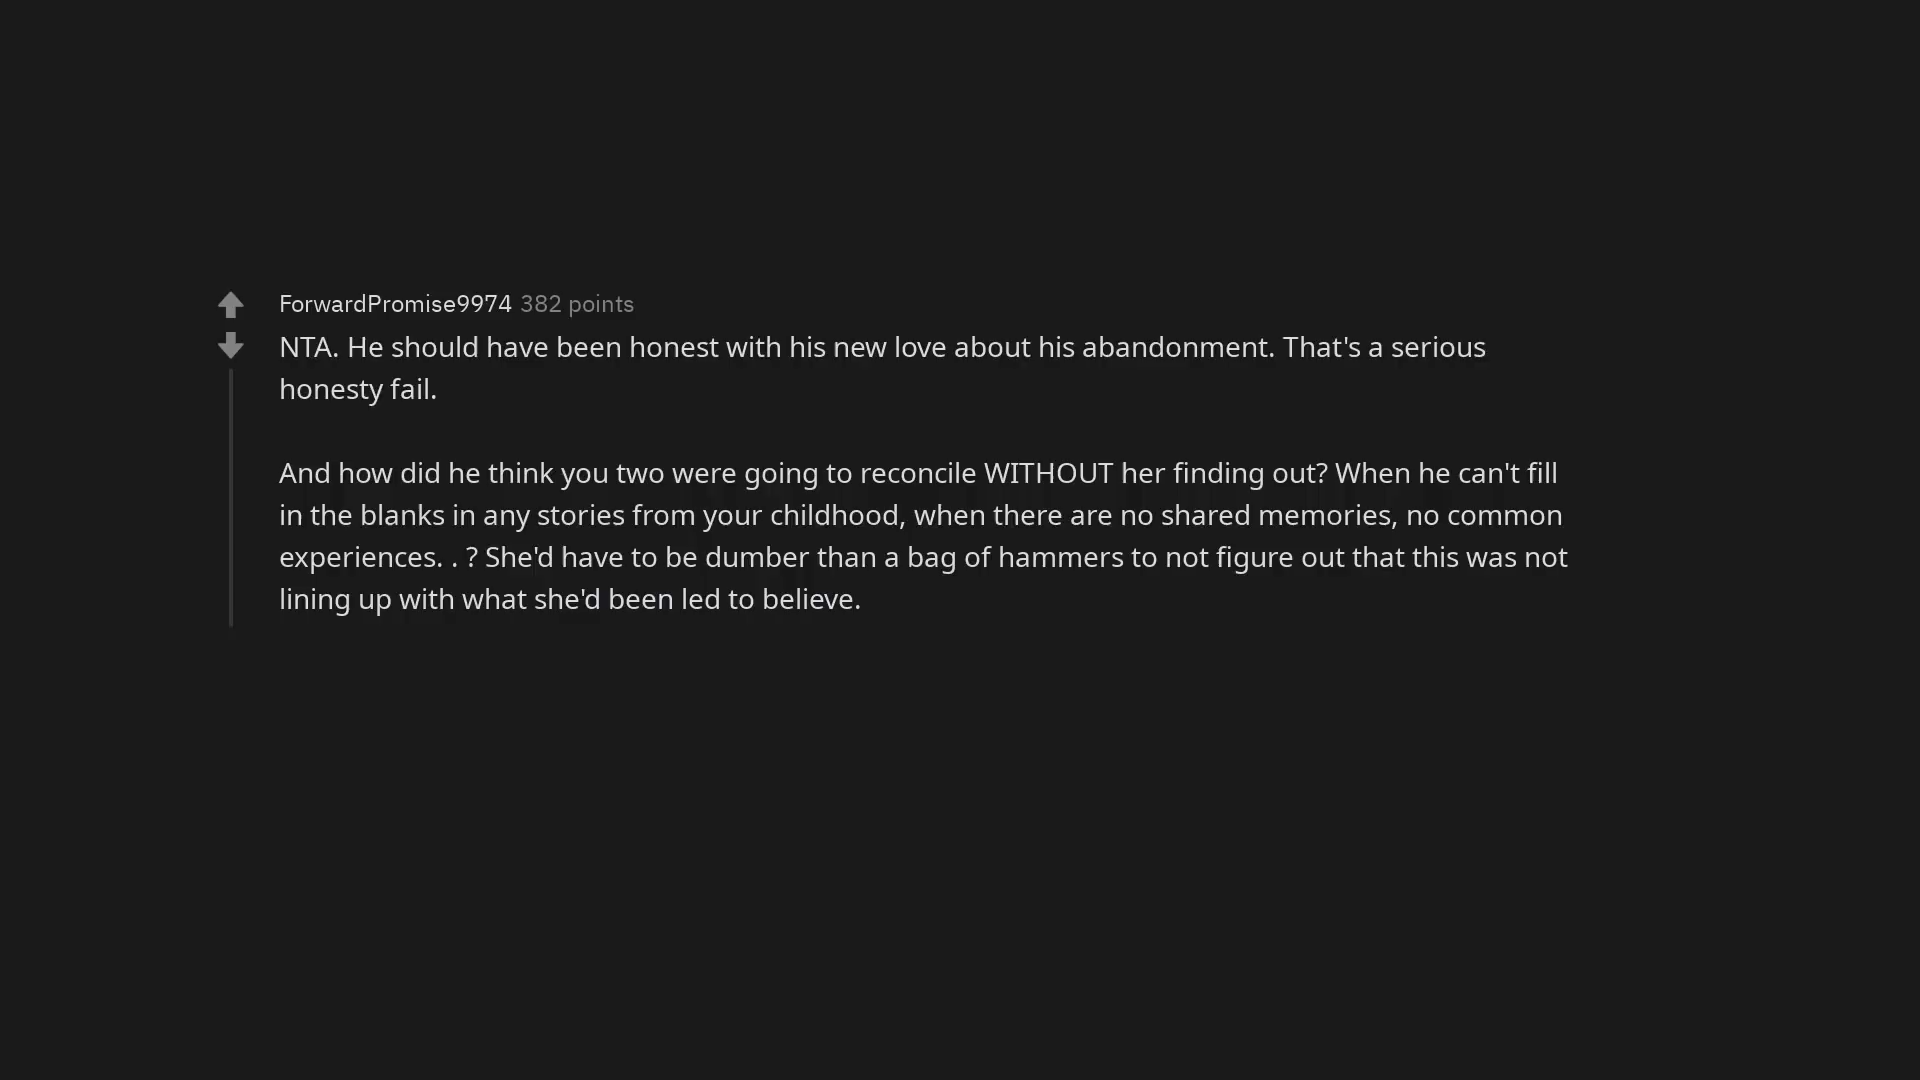 ForwardPromise9974 382 points
NTA. He should have been honest with his new love about his abandonment. That's a serious
honesty fail.
And how did he think you two were going to reconcile WITHOUT her finding out? When he can't fill
in the blanks in any stories from your childhood, when there are no shared memories, no common
experiences. . ? She'd have to be dumber than a bag of hammers to not figure out that this was not
lining up with what she'd been led to believe.